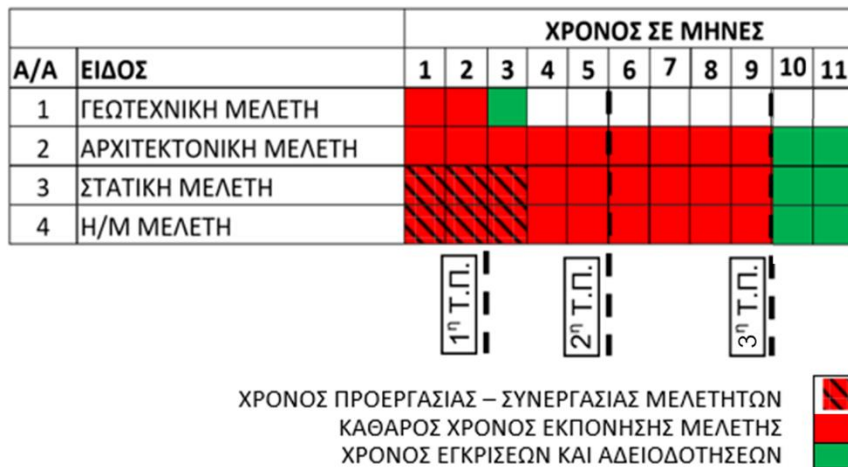 ΧΡΟΝΟΣ ΣΕ ΜΗΝΕΣ
Α/Α ΕΙΔΟΣ 1 2 3 4 5 6 7 8 9 10 11
1 ΓΕΩΤΕΧΝΙΚΗ ΜΕΛΕΤΗ
2 ΑΡΧΙΤΕΚΤΟΝΙΚΗ ΜΕΛΕΤΗ
3 ΣΤΑΤΙΚΗ ΜΕΛΕΤΗ
4 Η/Μ ΜΕΛΕΤΗ
1η Τ.Π.
2η Τ.Π.
3η Τ.Π.
ΧΡΟΝΟΣ ΠΡΟΕΡΓΑΣΙΑΣ – ΣΥΝΕΡΓΑΣΙΑΣ ΜΕΛΕΤΗΤΩΝ
ΚΑΘΑΡΟΣ ΧΡΟΝΟΣ ΕΚΠΟΝΗΣΗΣ ΜΕΛΕΤΗΣ
ΧΡΟΝΟΣ ΕΓΚΡΙΣΕΩΝ ΚΑΙ ΑΔΕΙΟΔΟΤΗΣΕΩΝ